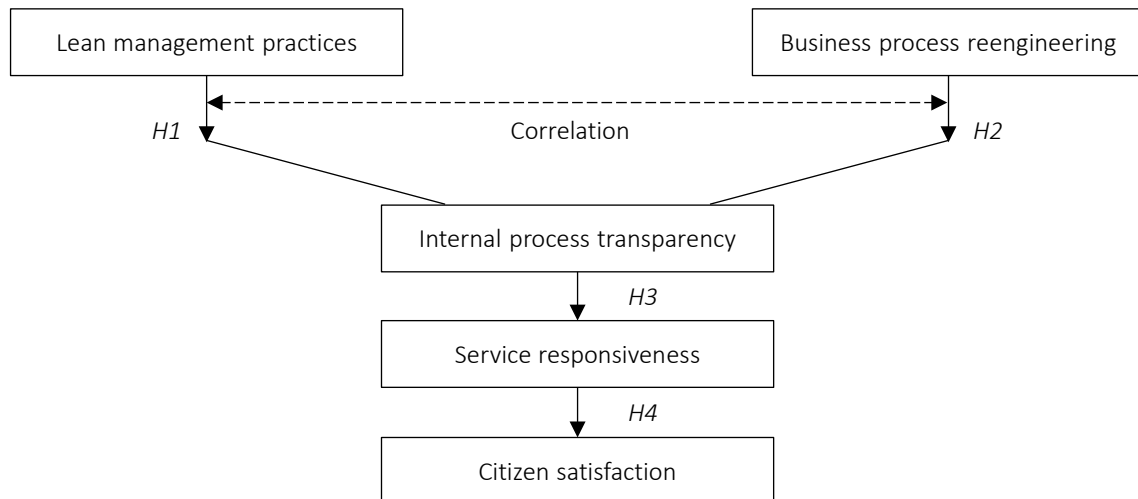 Lean management practices
Business process reengineering
H1
Correlation
H2
Internal process transparency
H3
Service responsiveness
H4
Citizen satisfaction